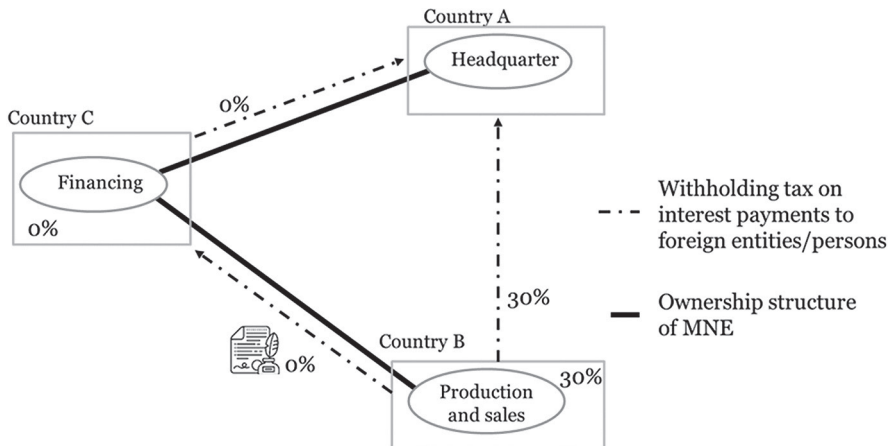 Country A
Headquarter
0%
Country C
Financing
0%
Withholding tax on
interest payments to
foreign entities/persons
30%
Ownership structure
of MNE
Country B
0%
30%
Production
and sales